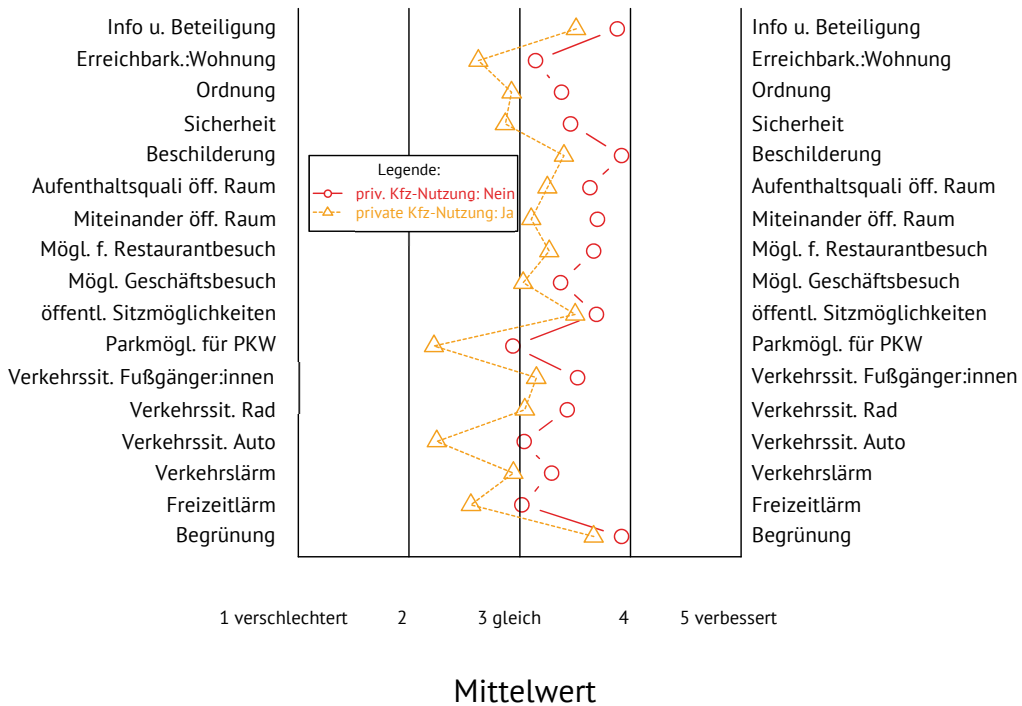 Info u. Beteiligung
Erreichbark.:Wohnung
Ordnung
Sicherheit
Beschilderung
Aufenthaltsquali öff. Raum
Miteinander öff. Raum
Mögl. f. Restaurantbesuch
Mögl. Geschäftsbesuch
öffentl. Sitzmöglichkeiten
Parkmögl. für PKW
Verkehrssit. Fußgänger:innen
Verkehrssit. Rad
Verkehrssit. Auto
Verkehrslärm
Freizeitlärm
Begrünung
Legende:
priv. Kfz-Nutzung: Nein
private Kfz-Nutzung: Ja
Info u. Beteiligung
Erreichbark.:Wohnung
Ordnung
Sicherheit
Beschilderung
Aufenthaltsquali öff. Raum
Miteinander öff. Raum
Mögl. f. Restaurantbesuch
Mögl. Geschäftsbesuch
öffentl. Sitzmöglichkeiten
Parkmögl. für PKW
Verkehrssit. Fußgänger:innen
Verkehrssit. Rad
Verkehrssit. Auto
Verkehrslärm
Freizeitlärm
Begrünung
1 verschlechtert 2 3 gleich 4 5 verbessert
Mittelwert